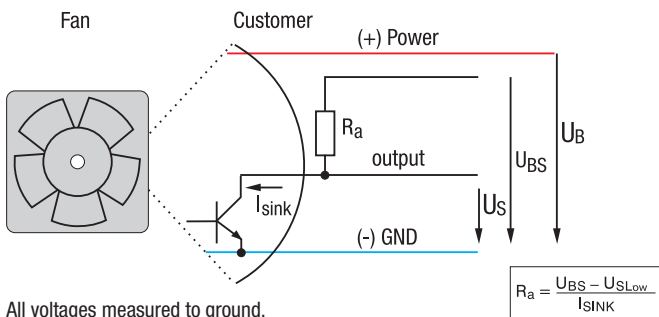 Fan
Customer
(+) Power
Ra
UB
UBS
output
Isink
US
(-) GND
All voltages measured to ground.
Ra = UBS – USLow / ISINK